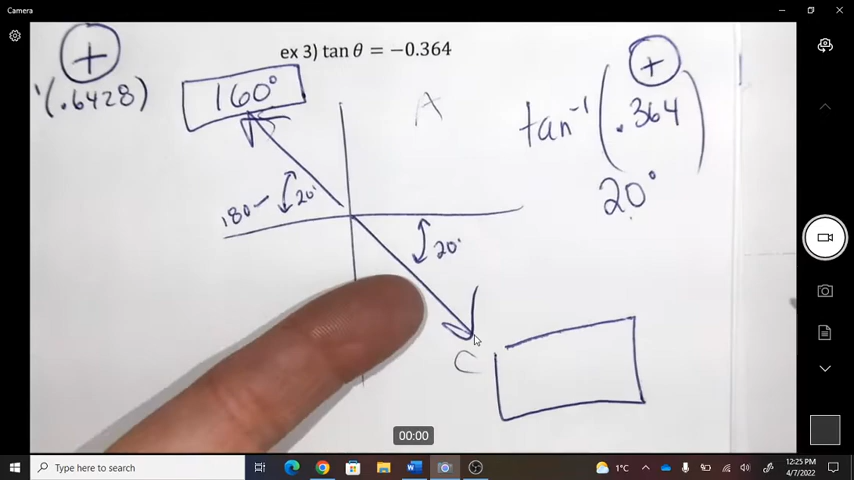 Camera
+
'(.6428)
ex 3) tan θ = −0.364
160°
A
+
tan⁻¹(.364)
20°
180− 20°
20°
C
00:00
Type here to search
1°C
12:25 PM
4/7/2022